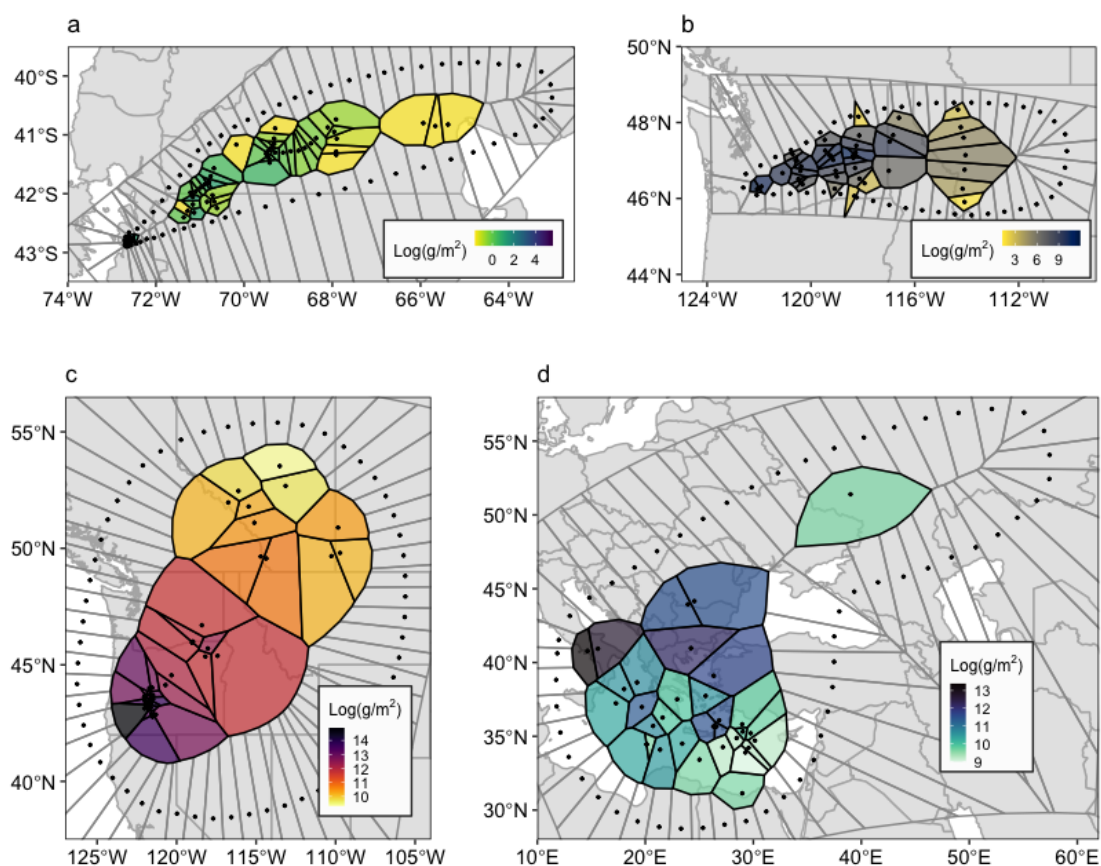 a
40°S
41°S
42°S
43°S
Log(g/m²)
0 2 4
74°W 72°W 70°W 68°W 66°W 64°W
b
50°N
48°N
46°N
44°N
Log(g/m²)
3 6 9
124°W 120°W 116°W 112°W
c
55°N
50°N
45°N
40°N
Log(g/m²)
14
13
12
11
10
125°W 120°W 115°W 110°W 105°W
d
55°N
50°N
45°N
40°N
35°N
30°N
Log(g/m²)
13
12
11
10
9
10°E 20°E 30°E 40°E 50°E 60°E